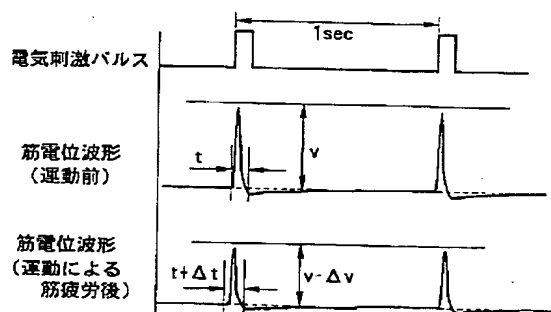 1sec
電気刺激パルス
筋電位波形
(運動前)
t
v
筋電位波形
(運動による
筋疲労後)
t+Δt
v-Δv